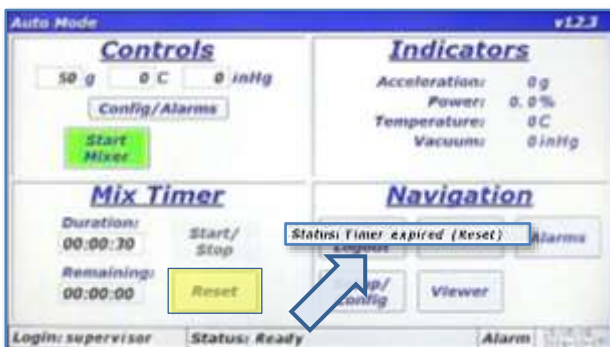 Auto Mode v1.2.3
Controls
50 g 0 C 0 inHg
Config/Alarms
Start
Mixer
Indicators
Acceleration: 0 g
Power: 0.0%
Temperature: 0 C
Vacuum: 0 inHg
Mix Timer
Duration:
00:00:30
Start/
Stop
Remaining:
00:00:00
Reset
Navigation
Status: Timer expired (Reset)
Logout
Alarms
Config
Viewer
Login: supervisor
Status: Ready
Alarm